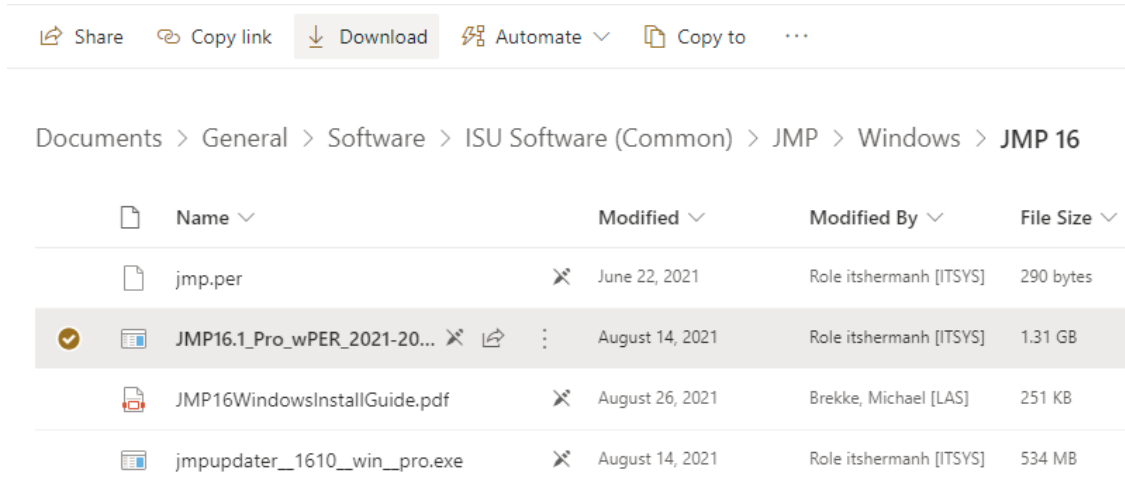 Share Copy link Download Automate Copy to ...
Documents > General > Software > ISU Software (Common) > JMP > Windows > JMP 16
Name Modified Modified By File Size
jmp.per June 22, 2021 Role itshermanh [ITSYS] 290 bytes
JMP16.1_Pro_wPER_2021-20... August 14, 2021 Role itshermanh [ITSYS] 1.31 GB
JMP16WindowsInstallGuide.pdf August 26, 2021 Brekke, Michael [LAS] 251 KB
jmpupdater__1610__win__pro.exe August 14, 2021 Role itshermanh [ITSYS] 534 MB